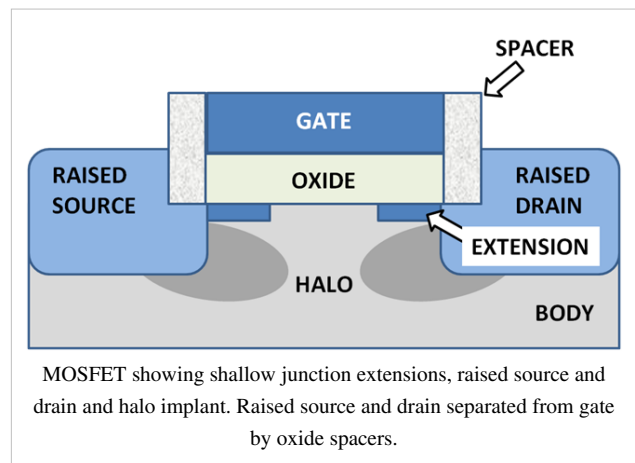 SPACER
GATE
RAISED
SOURCE
OXIDE
RAISED
DRAIN
EXTENSION
HALO
BODY
MOSFET showing shallow junction extensions, raised source and
drain and halo implant. Raised source and drain separated from gate
by oxide spacers.